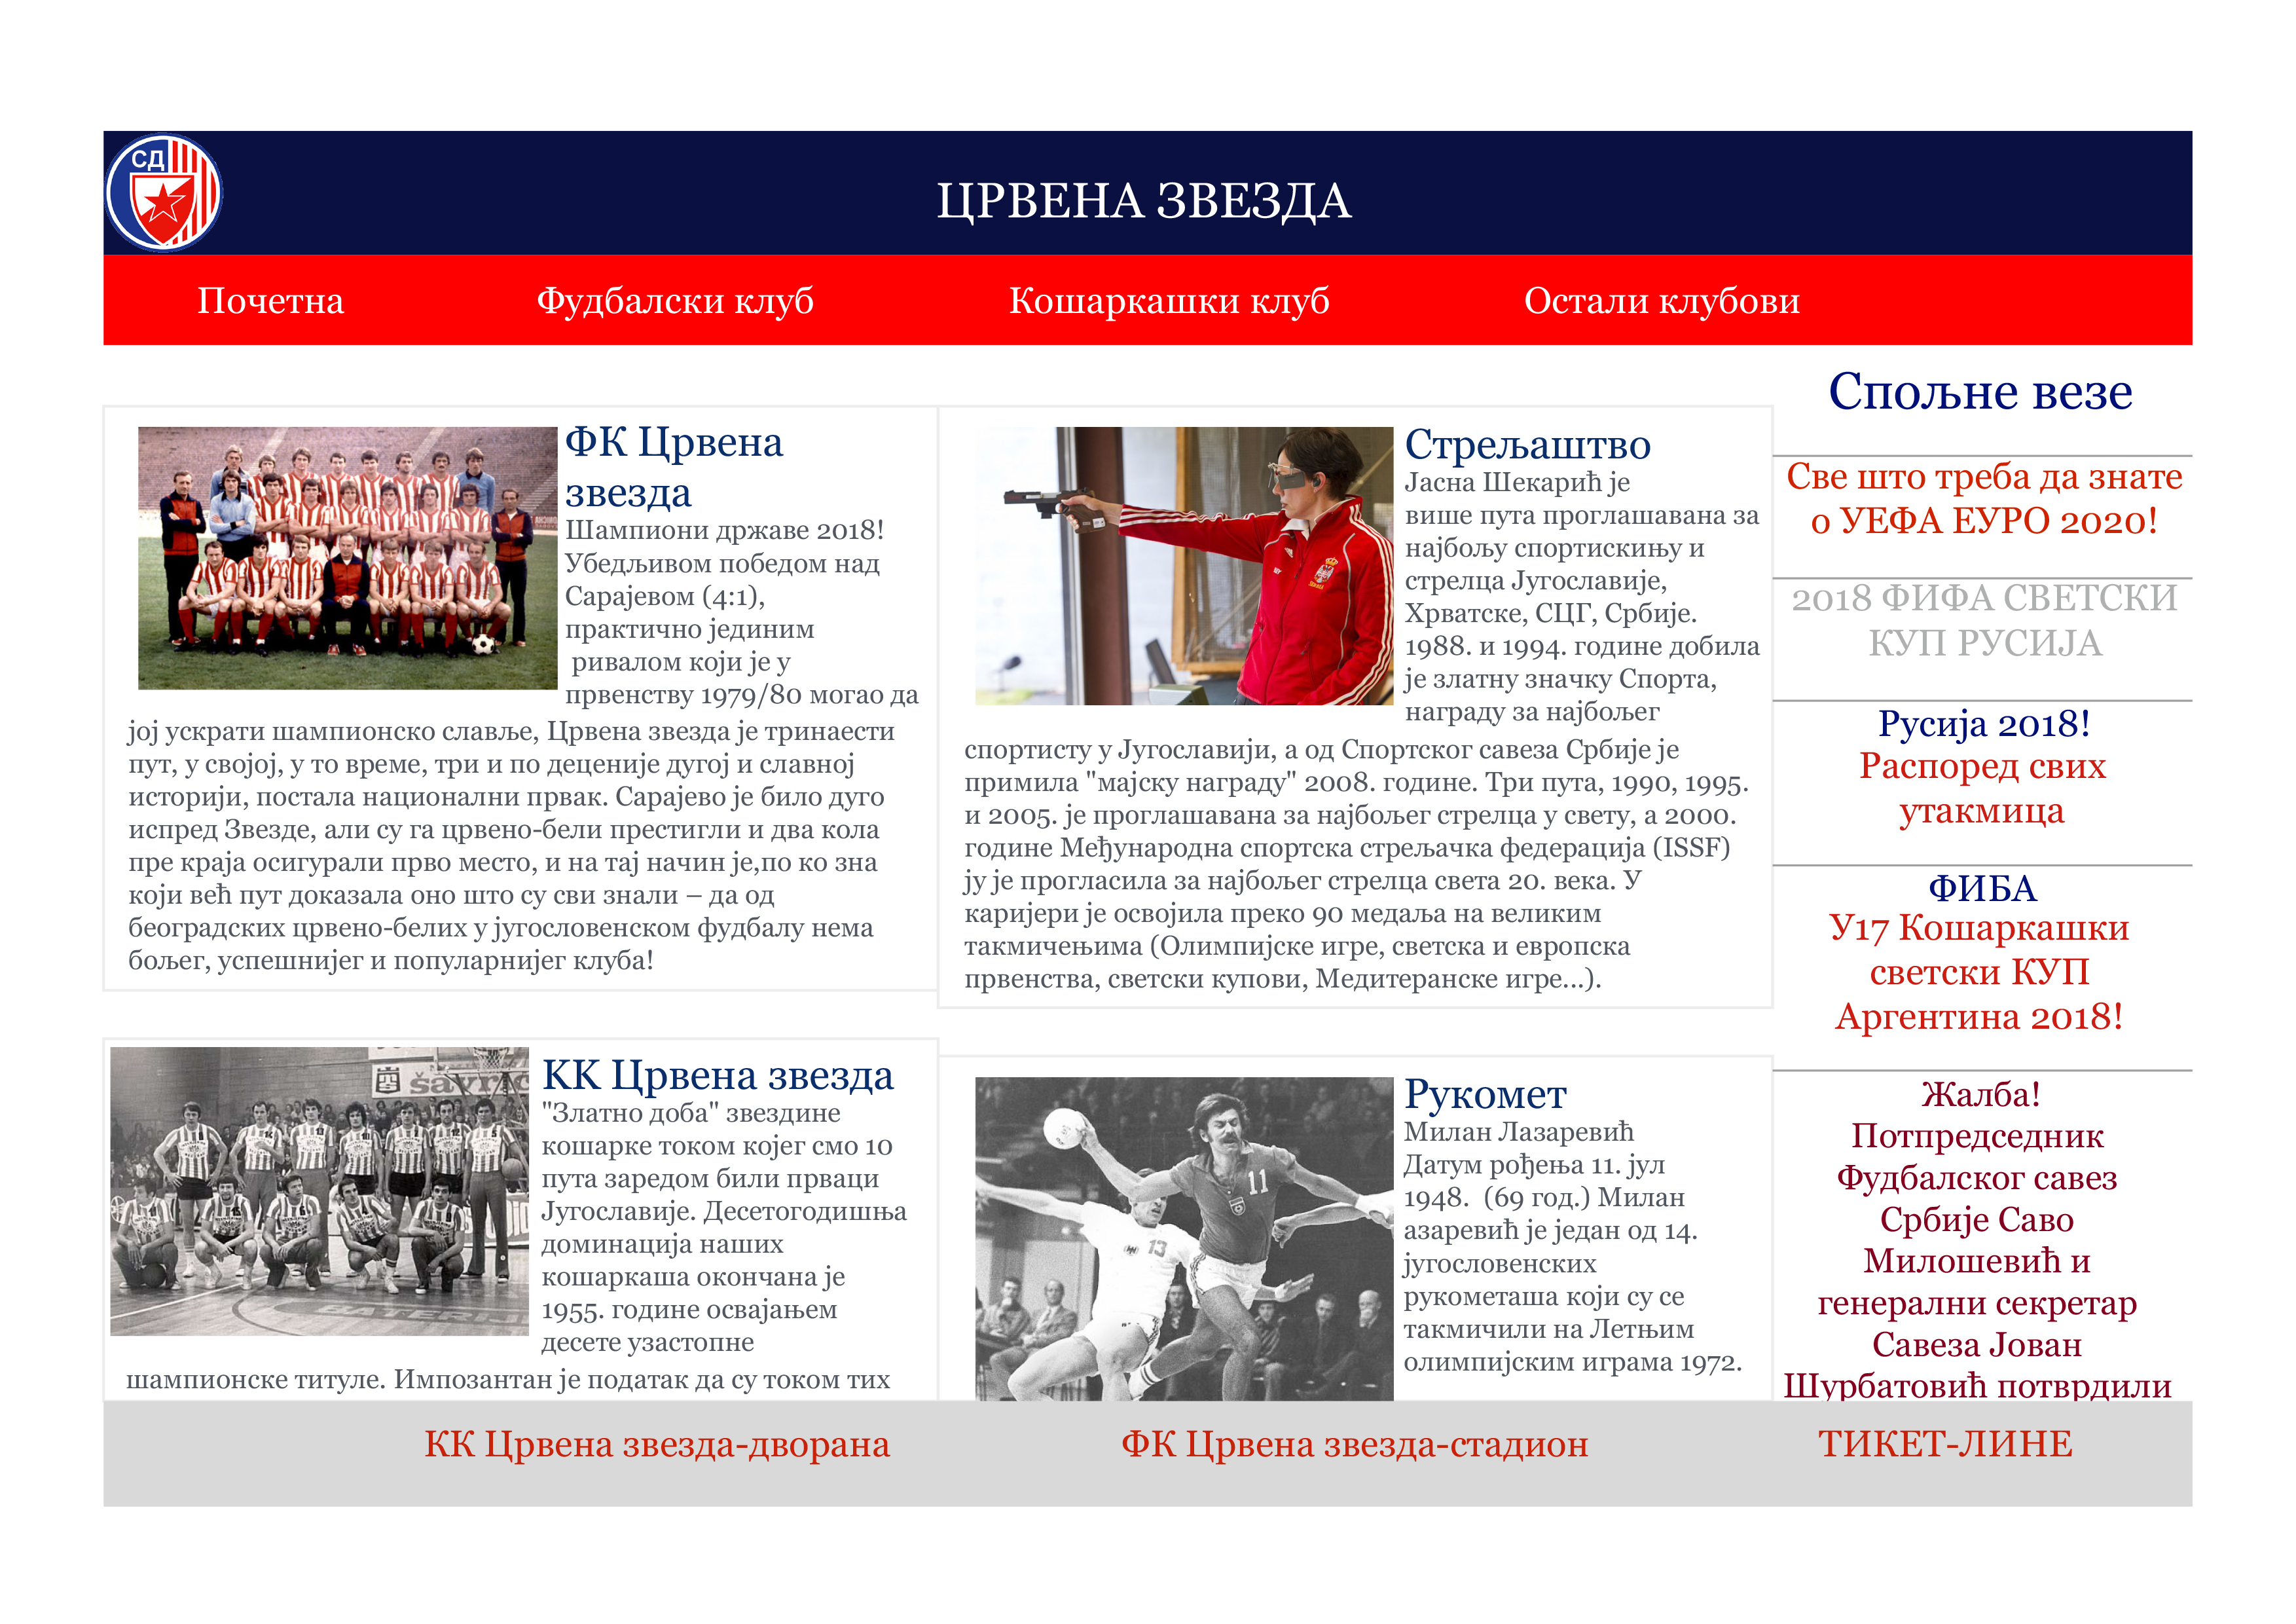 СД
ЦРВЕНА ЗВЕЗДА
Почетна
Фудбалски клуб
Кошаркашки клуб
Остали клубови
ФК Црвена
звезда
Шампиони државе 2018!
Убедљивом победом над
Сарајевом (4:1),
практично јединим
ривалом који је у
првенству 1979/80 могао да
јој ускрати шампионско славље, Црвена звезда је тринаести
пут, у својој, у то време, три и по деценије дугој и славној
историји, постала национални првак. Сарајево је било дуго
испред Звезде, али су га црвено-бели престигли и два кола
пре краја осигурали прво место, и на тај начин је,по ко зна
који већ пут доказала оно што су сви знали – да од
београдских црвено-белих у југословенском фудбалу нема
бољег, успешнијег и популарнијег клуба!
Стрељаштво
Јасна Шекарић је
више пута проглашавана за
најбољу спортискињу и
стрелца Југославије,
Хрватске, СЦГ, Србије.
1988. и 1994. године добила
је златну значку Спорта,
награду за најбољег
спортисту у Југославији, а од Спортског савеза Србије је
примила "мајску награду" 2008. године. Три пута, 1990, 1995.
и 2005. је проглашавана за најбољег стрелца у свету, а 2000.
године Међународна спортска стрељачка федерација (ISSF)
ју је прогласила за најбољег стрелца света 20. века. У
каријери је освојила преко 90 медаља на великим
такмичењима (Олимпијске игре, светска и европска
првенства, светски купови, Медитеранске игре...).
КК Црвена звезда
"Златно доба" звездине
кошарке током којег смо 10
пута заредом били прваци
Југославије. Десетогодишња
доминација наших
кошаркаша окончана је
1955. године освајањем
десете узастопне
шампионске титуле. Импозантан је податак да су током тих
Рукомет
Милан Лазаревић
Датум рођења 11. јул
1948. (69 год.) Милан
азаревић је један од 14.
југословенских
рукометаша који су се
такмичили на Летњим
олимпијским играма 1972.
11
13
Спољне везе
Све што треба да знате
о УЕФА ЕУРО 2020!
2018 ФИФА СВЕТСКИ
КУП РУСИЈА
Русија 2018!
Распоред свих
утакмица
ФИБА
У17 Кошаркашки
светски КУП
Аргентина 2018!
Жалба!
Потпредседник
Фудбалског савез
Србије Саво
Милошевић и
генерални секретар
Савеза Јован
Шурбатовић потврдили
КК Црвена звезда-дворана
ФК Црвена звезда-стадион
ТИКЕТ-ЛИНЕ